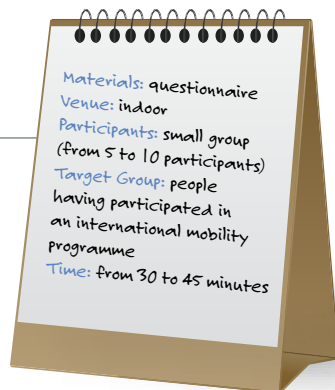 Materials: questionnaire
Venue: indoor
Participants: small group
(from 5 to 10 participants)
Target Group: people
having participated in
an international mobility
programme
Time: from 30 to 45 minutes